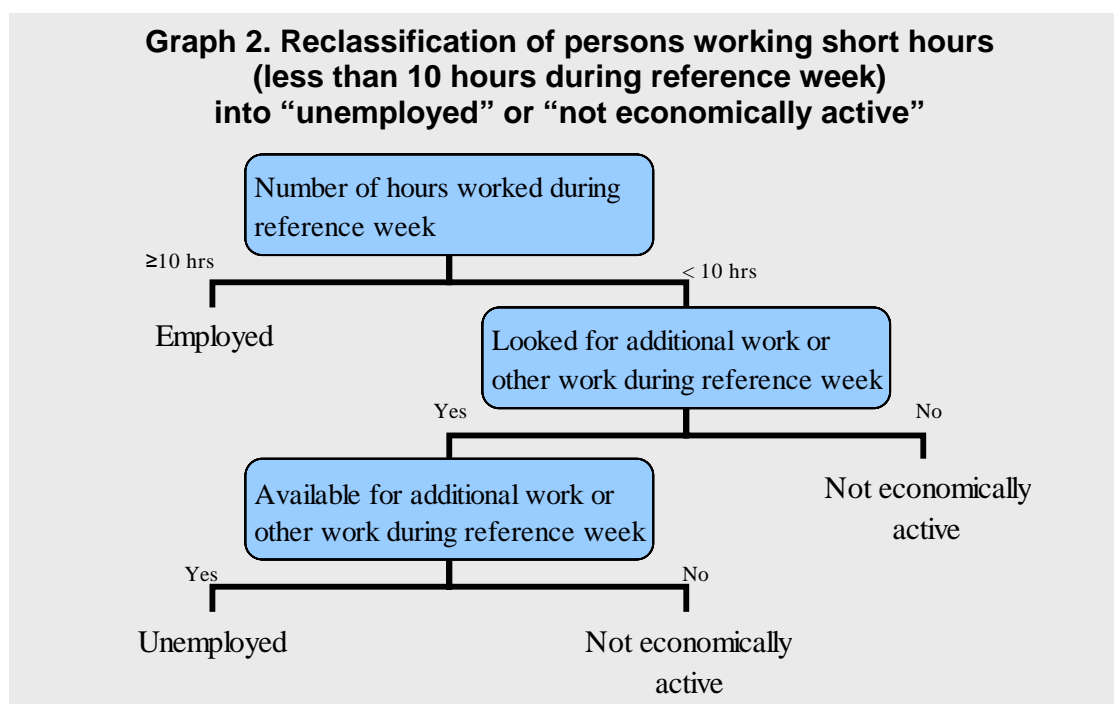 Graph 2. Reclassification of persons working short hours
(less than 10 hours during reference week)
into “unemployed” or “not economically active”
Number of hours worked during
reference week
≥10 hrs
< 10 hrs
Employed
Looked for additional work or
other work during reference week
Yes
No
Available for additional work or
other work during reference week
Not economically
active
Yes
No
Unemployed
Not economically
active